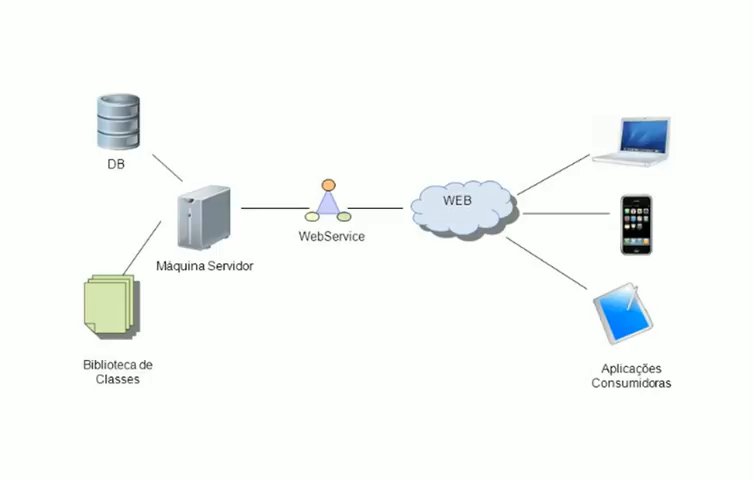 DB
WEB
WebService
Máquina Servidor
Biblioteca de
Classes
Aplicações
Consumidoras